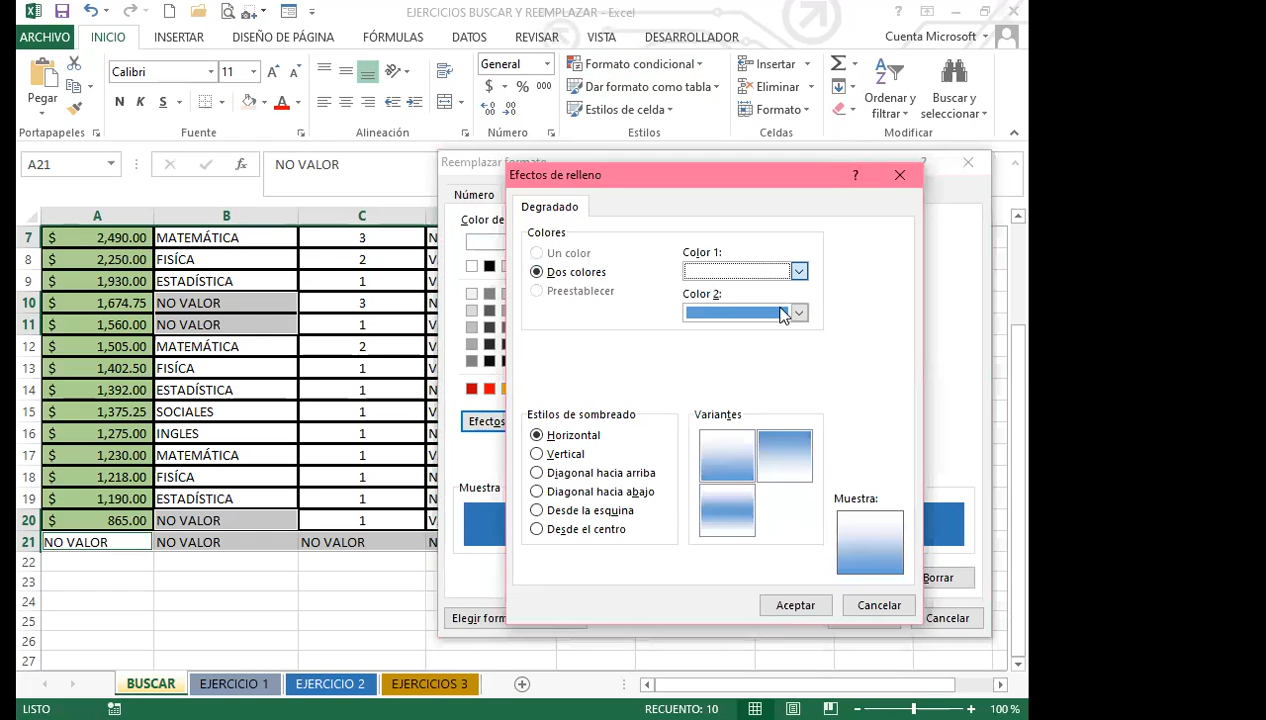 EJERCICIOS BUSCAR Y REEMPLAZAR - Excel
ARCHIVO INICIO INSERTAR DISEÑO DE PÁGINA FÓRMULAS DATOS REVISAR VISTA DESARROLLADOR Cuenta Microsoft
Pegar
Calibri 11
N K S
General
$ % 000
Formato condicional
Dar formato como tabla
Estilos de celda
Insertar
Eliminar
Formato
Ordenar y filtrar
Buscar y seleccionar
Portapapeles Fuente Alineación Número Estilos Celdas Modificar
A21 fx NO VALOR
A B C
7 $ 2,490.00 MATEMÁTICA 3
8 $ 2,250.00 FISÍCA 2
9 $ 1,930.00 ESTADÍSTICA 1
10 $ 1,674.75 NO VALOR 3
11 $ 1,560.00 NO VALOR 1
12 $ 1,505.00 MATEMÁTICA 2
13 $ 1,402.50 FISÍCA 1
14 $ 1,392.00 ESTADÍSTICA 1
15 $ 1,375.25 SOCIALES 1
16 $ 1,275.00 INGLES 1
17 $ 1,230.00 MATEMÁTICA 1
18 $ 1,218.00 FISÍCA 1
19 $ 1,190.00 ESTADÍSTICA 1
20 $ 865.00 NO VALOR 1
21 NO VALOR NO VALOR NO VALOR
22
23
24
25
26
27
Reemplazar formato
Número
Color de
Efectos
Muestra
Borrar
Elegir form
Cancelar
Efectos de relleno
Degradado
Colores
Un color
Dos colores
Preestablecer
Color 1:
Color 2:
Estilos de sombreado
Horizontal
Vertical
Diagonal hacia arriba
Diagonal hacia abajo
Desde la esquina
Desde el centro
Variantes
Muestra:
Aceptar Cancelar
BUSCAR EJERCICIO 1 EJERCICIO 2 EJERCICIOS 3
LISTO RECUENTO: 10 100 %